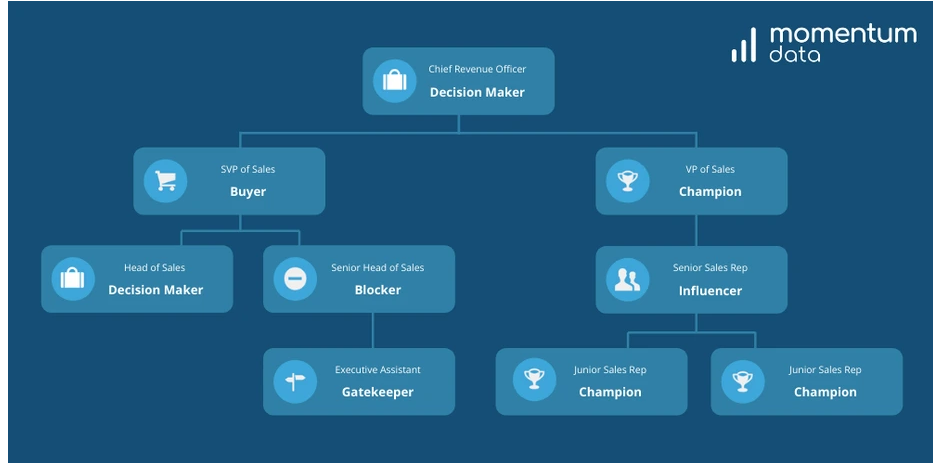 momentum
data
Chief Revenue Officer
Decision Maker
SVP of Sales
Buyer
VP of Sales
Champion
Head of Sales
Decision Maker
Senior Head of Sales
Blocker
Senior Sales Rep
Influencer
Executive Assistant
Gatekeeper
Junior Sales Rep
Champion
Junior Sales Rep
Champion